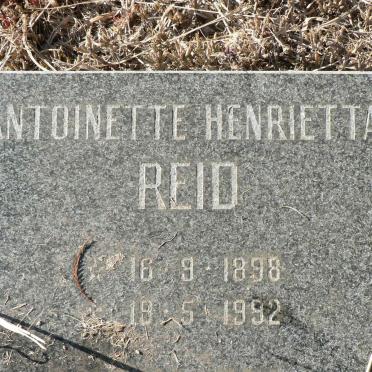 ANTOINETTE HENRIETTA
REID
16·9·1898
19·5·1992